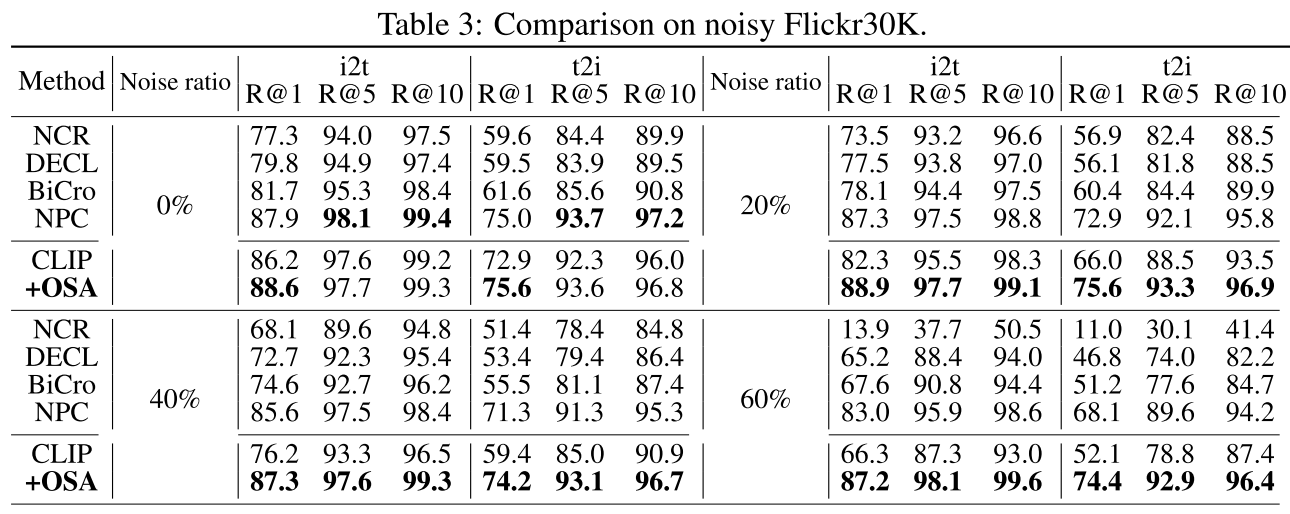 Table 3: Comparison on noisy Flickr30K.
Method Noise ratio i2t t2i Noise ratio i2t t2i
R@1 R@5 R@10 R@1 R@5 R@10 R@1 R@5 R@10 R@1 R@5 R@10
NCR 77.3 94.0 97.5 59.6 84.4 89.9 73.5 93.2 96.6 56.9 82.4 88.5
DECL 79.8 94.9 97.4 59.5 83.9 89.5 77.5 93.8 97.0 56.1 81.8 88.5
BiCro 81.7 95.3 98.4 61.6 85.6 90.8 78.1 94.4 97.5 60.4 84.4 89.9
0% 20%
NPC 87.9 98.1 99.4 75.0 93.7 97.2 87.3 97.5 98.8 72.9 92.1 95.8
CLIP 86.2 97.6 99.2 72.9 92.3 96.0 82.3 95.5 98.3 66.0 88.5 93.5
+OSA 88.6 97.7 99.3 75.6 93.6 96.8 88.9 97.7 99.1 75.6 93.3 96.9
NCR 68.1 89.6 94.8 51.4 78.4 84.8 13.9 37.7 50.5 11.0 30.1 41.4
DECL 72.7 92.3 95.4 53.4 79.4 86.4 65.2 88.4 94.0 46.8 74.0 82.2
BiCro 74.6 92.7 96.2 55.5 81.1 87.4 67.6 90.8 94.4 51.2 77.6 84.7
40% 60%
NPC 85.6 97.5 98.4 71.3 91.3 95.3 83.0 95.9 98.6 68.1 89.6 94.2
CLIP 76.2 93.3 96.5 59.4 85.0 90.9 66.3 87.3 93.0 52.1 78.8 87.4
+OSA 87.3 97.6 99.3 74.2 93.1 96.7 87.2 98.1 99.6 74.4 92.9 96.4